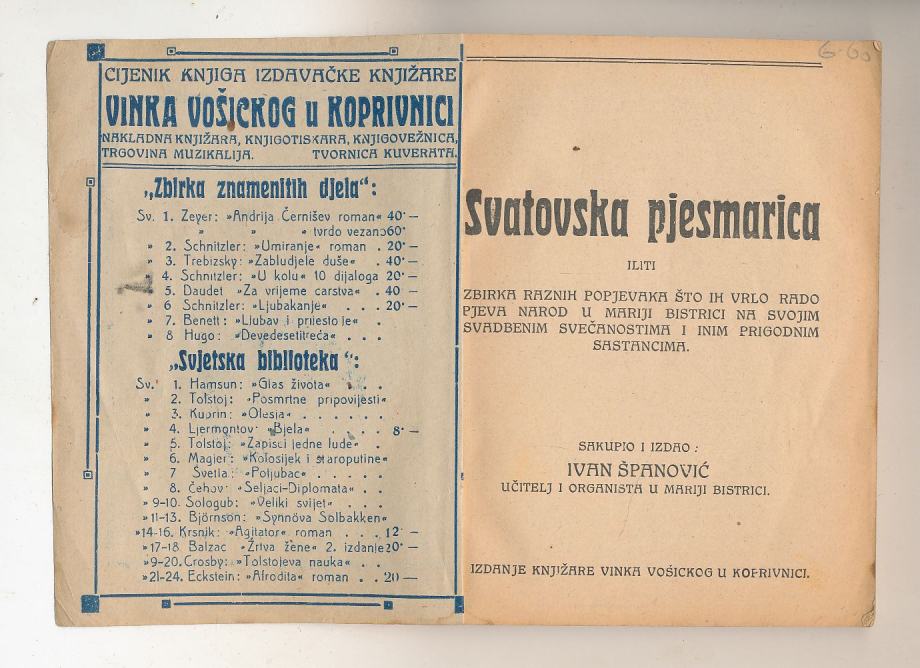 CIJENIK KNJIGA IZDAVAČKE KNJIŽARE
VINKA VOŠICKOG u KOPRIVNICI
NAKLADNA KNJIŽARA, KNJIGOTISKARA, KNJIGOVEŽNICA,
TRGOVINA MUZIKALIJA. TVORNICA KUVERATA.
„Zbirka znamenitih djela":
Sv. 1. Zeyer: »Andrija Černišev roman« 40·—
» » » tvrdo vezano 60·
» 2. Schnitzler: »Umiranje« roman . 20·—
» 3. Trebizsky: »Zabludjele duše« . . 40·—
» 4. Schnitzler: »U kolu« 10 dijaloga 20·—
» 5. Daudet »Za vrijeme carstva« . . 40·—
» 6 Schnitzler: »Ljubakanje« . . . 20·—
» 7. Benett: »Ljubav i prijestolje« . .
» 8 Hugo: »Devedesetitreća« . . .
„Svjetska biblioteka":
Sv. 1. Hamsun: »Glas života« . . .
» 2. Tolstoj: »Posmrtne pripovijesti«
» 3. Kuprin: »Olesja« . . . . . .
» 4. Ljermontov »Bjela« . . . . 8·—
» 5. Tolstoj: »Zapisci jedne lude« . .
» 6. Magjer: »Kolosijek i staroputine«
» 7 Svetla: »Poljubac« . . . .
» 8. Čehov: »Seljaci-Diplomata« . .
» 9-10. Sologub: »Veliki svijet« . . .
» 11-13. Björnson: »Synnöva Solbakken«
»14-16. Krsnik: »Agitator« roman . . . 12·—
»17-18 Balzac »Žrtva žene« 2. izdanje 20·—
»9-20. Crosby: »Tolstojeva nauka« . .
»21-24. Eckstein: »Afrodita« roman . . 20—
6-60
Svatovska pjesmarica
ILITI
ZBIRKA RAZNIH POPJEVAKA ŠTO IH VRLO RADO
PJEVA NAROD U MARIJI BISTRICI NA SVOJIM
SVADBENIM SVEČANOSTIMA I INIM PRIGODNIM
SASTANCIMA.
SAKUPIO I IZDAO :
IVAN ŠPANOVIĆ
UČITELJ I ORGANISTA U MARIJI BISTRICI.
IZDANJE KNJIŽARE VINKA VOŠICKOG U KOPRIVNICI.